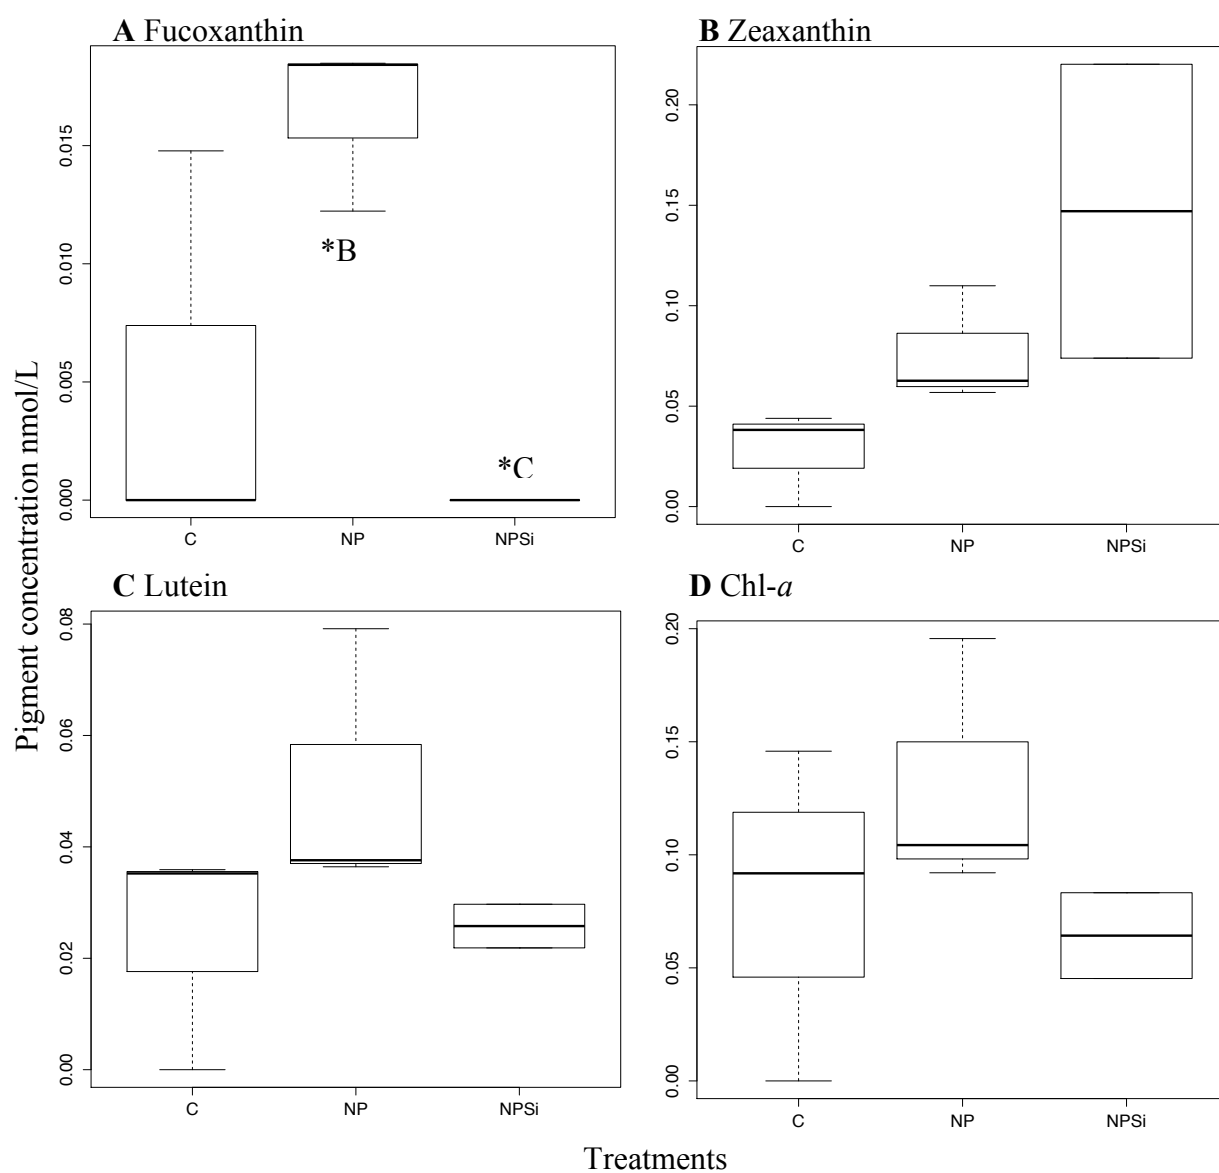 A Fucoxanthin
B Zeaxanthin
0.015
0.010
0.005
0.000
*B
*C
C NP NPSi
0.20
0.15
0.10
0.05
0.00
C NP NPSi
Pigment concentration nmol/L
C Lutein
D Chl-a
0.08
0.06
0.04
0.02
0.00
C NP NPSi
0.20
0.15
0.10
0.05
0.00
C NP NPSi
Treatments